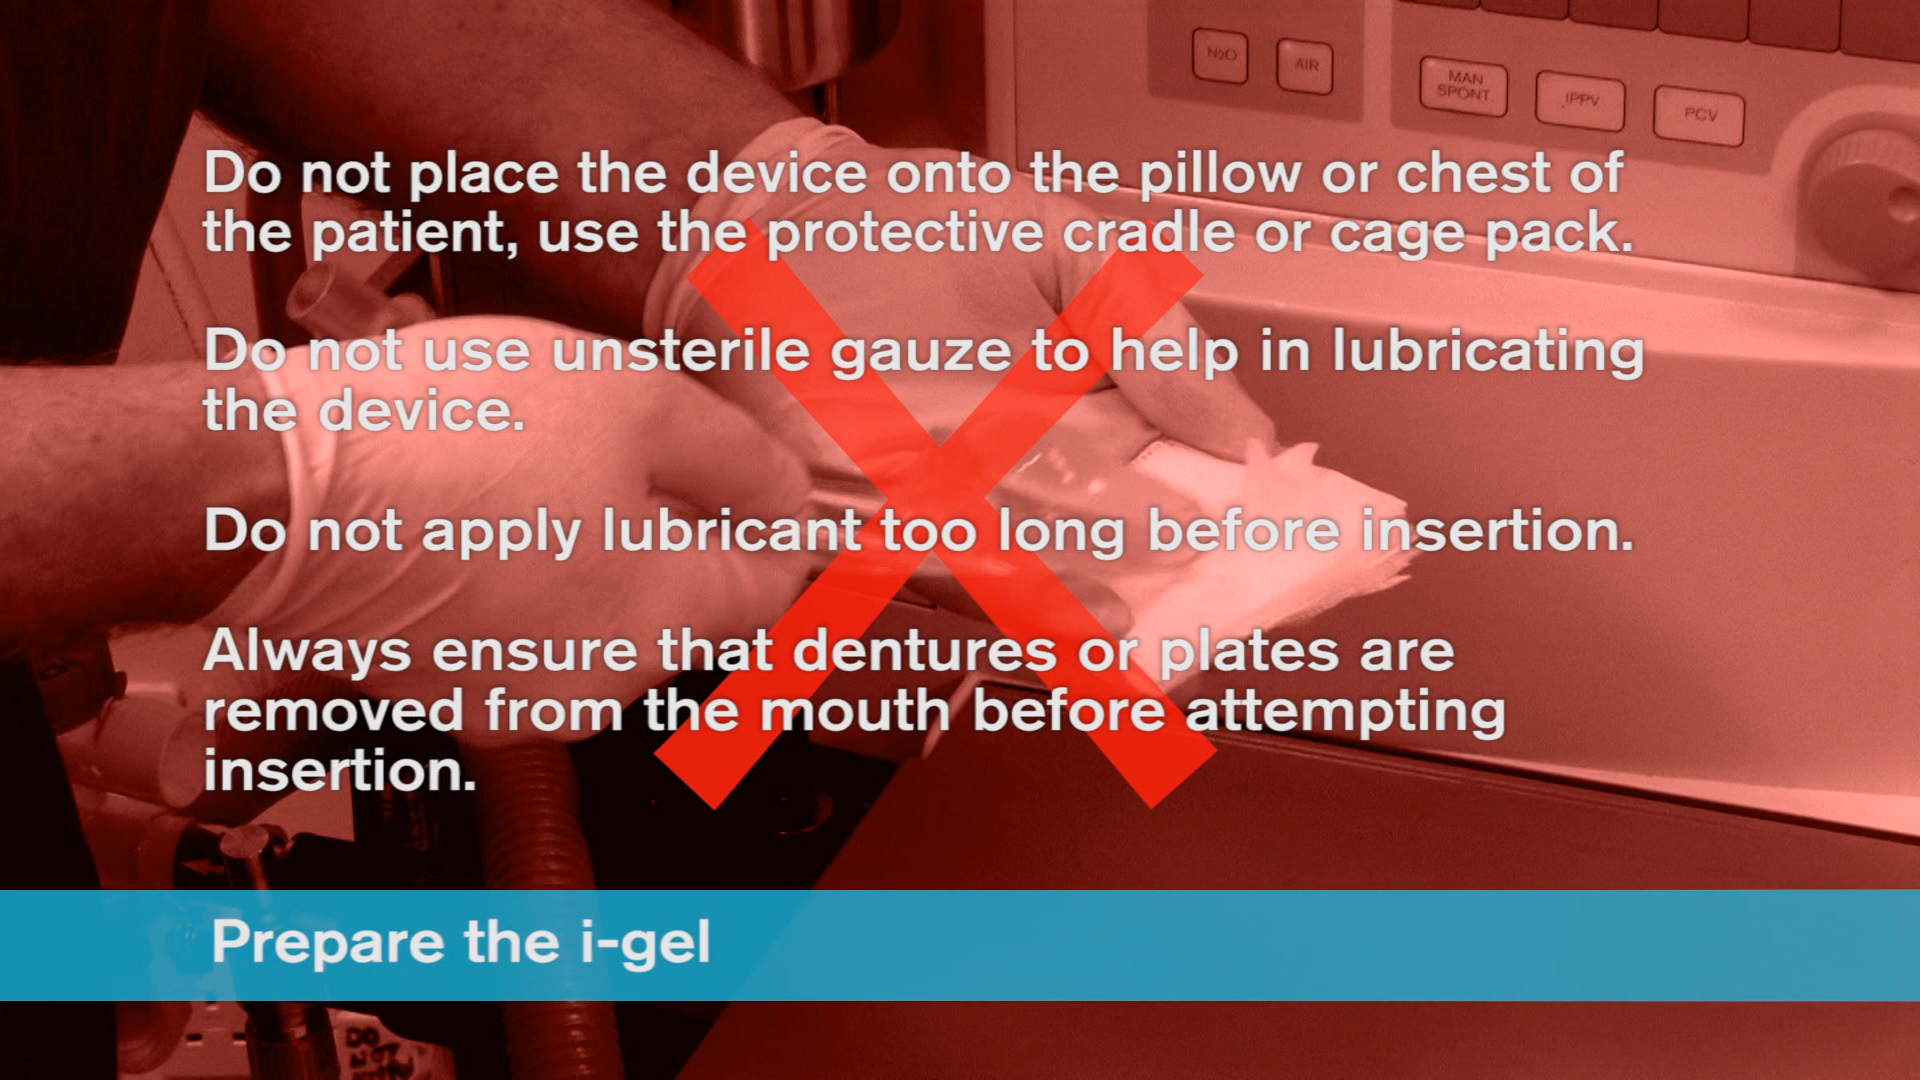 N2O
AIR
MAN
SPONT
IPPV
PCV
Do not place the device onto the pillow or chest of
the patient, use the protective cradle or cage pack.
Do not use unsterile gauze to help in lubricating
the device.
Do not apply lubricant too long before insertion.
Always ensure that dentures or plates are
removed from the mouth before attempting
insertion.
Prepare the i-gel